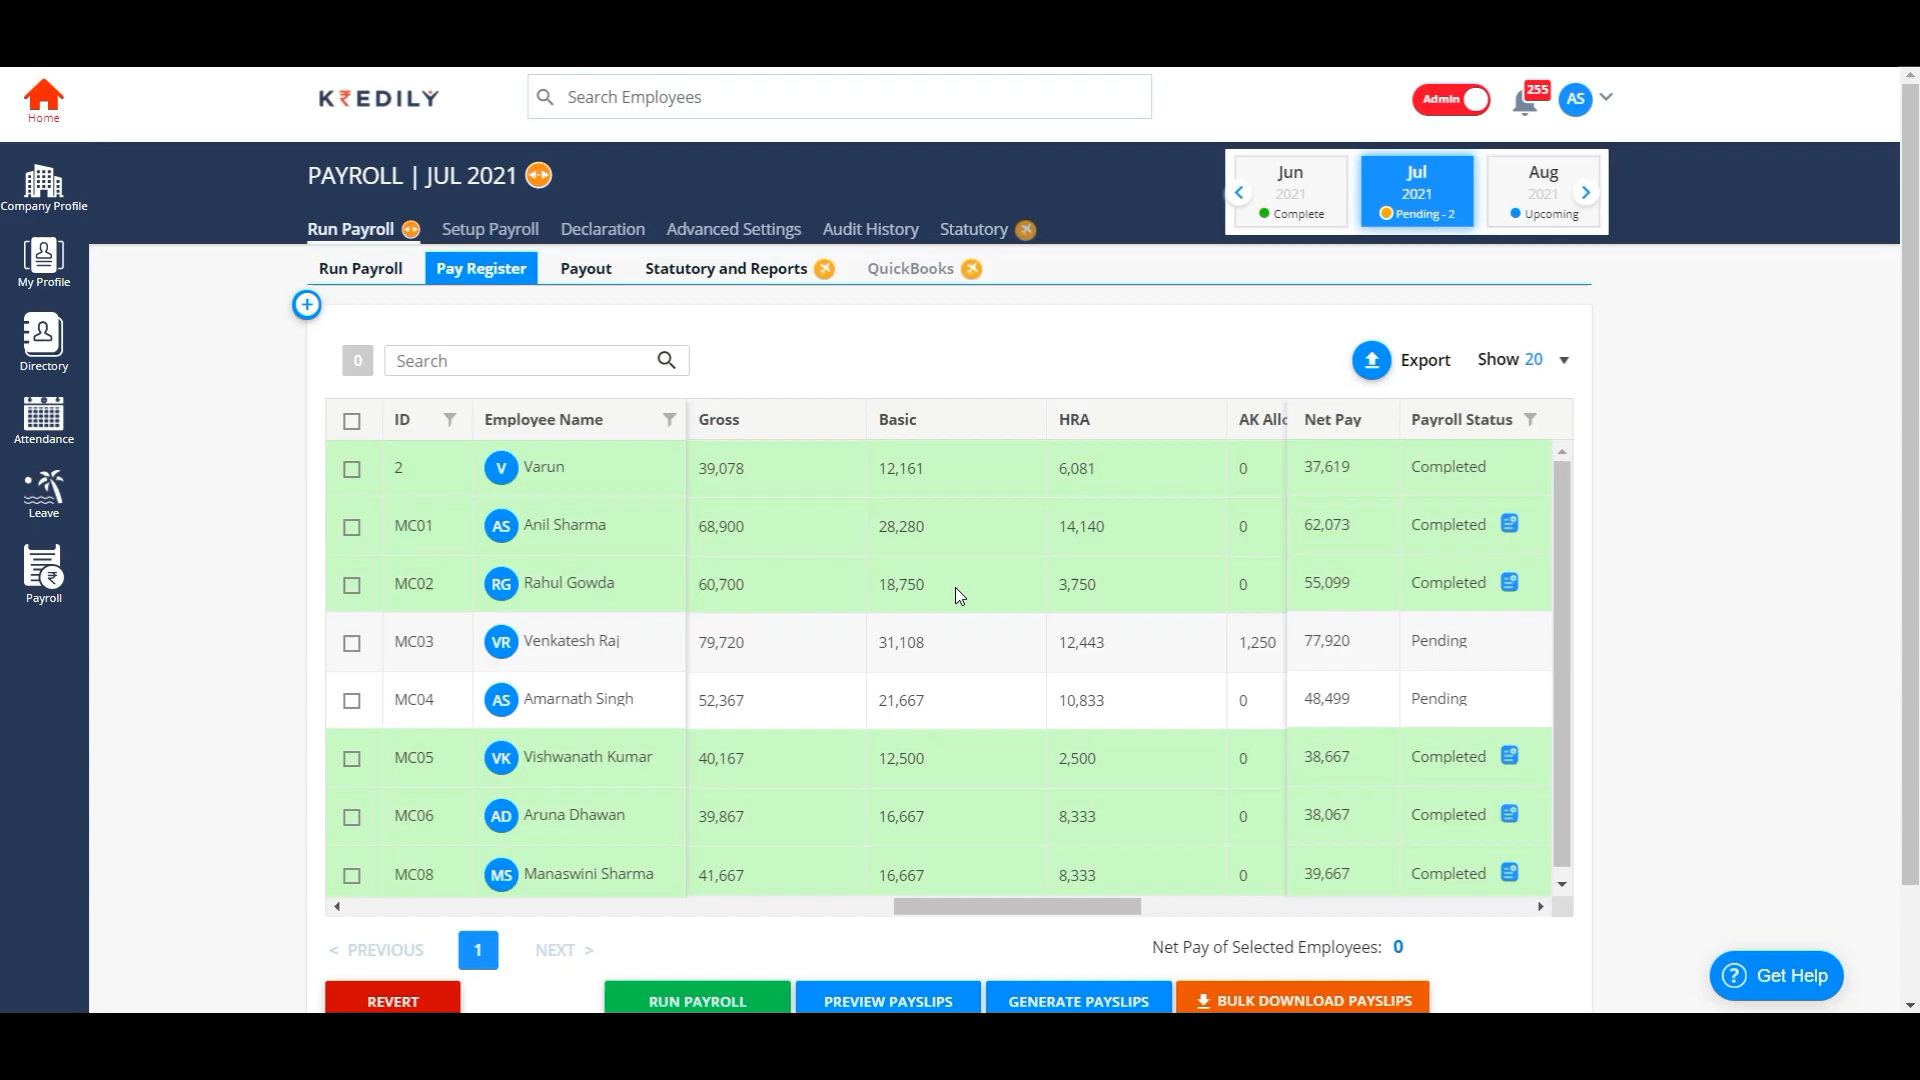 Home
KREDILY
Search Employees
Admin
255
AS
Company Profile
My Profile
Directory
Attendance
Leave
Payroll
PAYROLL | JUL 2021
Jun
2021
Complete
Jul
2021
Pending - 2
Aug
2021
Upcoming
Run Payroll Setup Payroll Declaration Advanced Settings Audit History Statutory
Run Payroll Pay Register Payout Statutory and Reports QuickBooks
0 Search Export Show 20
ID Employee Name Gross Basic HRA AK Allc Net Pay Payroll Status
2 V Varun 39,078 12,161 6,081 0 37,619 Completed
MC01 AS Anil Sharma 68,900 28,280 14,140 0 62,073 Completed
MC02 RG Rahul Gowda 60,700 18,750 3,750 0 55,099 Completed
MC03 VR Venkatesh Raj 79,720 31,108 12,443 1,250 77,920 Pending
MC04 AS Amarnath Singh 52,367 21,667 10,833 0 48,499 Pending
MC05 VK Vishwanath Kumar 40,167 12,500 2,500 0 38,667 Completed
MC06 AD Aruna Dhawan 39,867 16,667 8,333 0 38,067 Completed
MC08 MS Manaswini Sharma 41,667 16,667 8,333 0 39,667 Completed
< PREVIOUS 1 NEXT > Net Pay of Selected Employees: 0
REVERT RUN PAYROLL PREVIEW PAYSLIPS GENERATE PAYSLIPS BULK DOWNLOAD PAYSLIPS
? Get Help